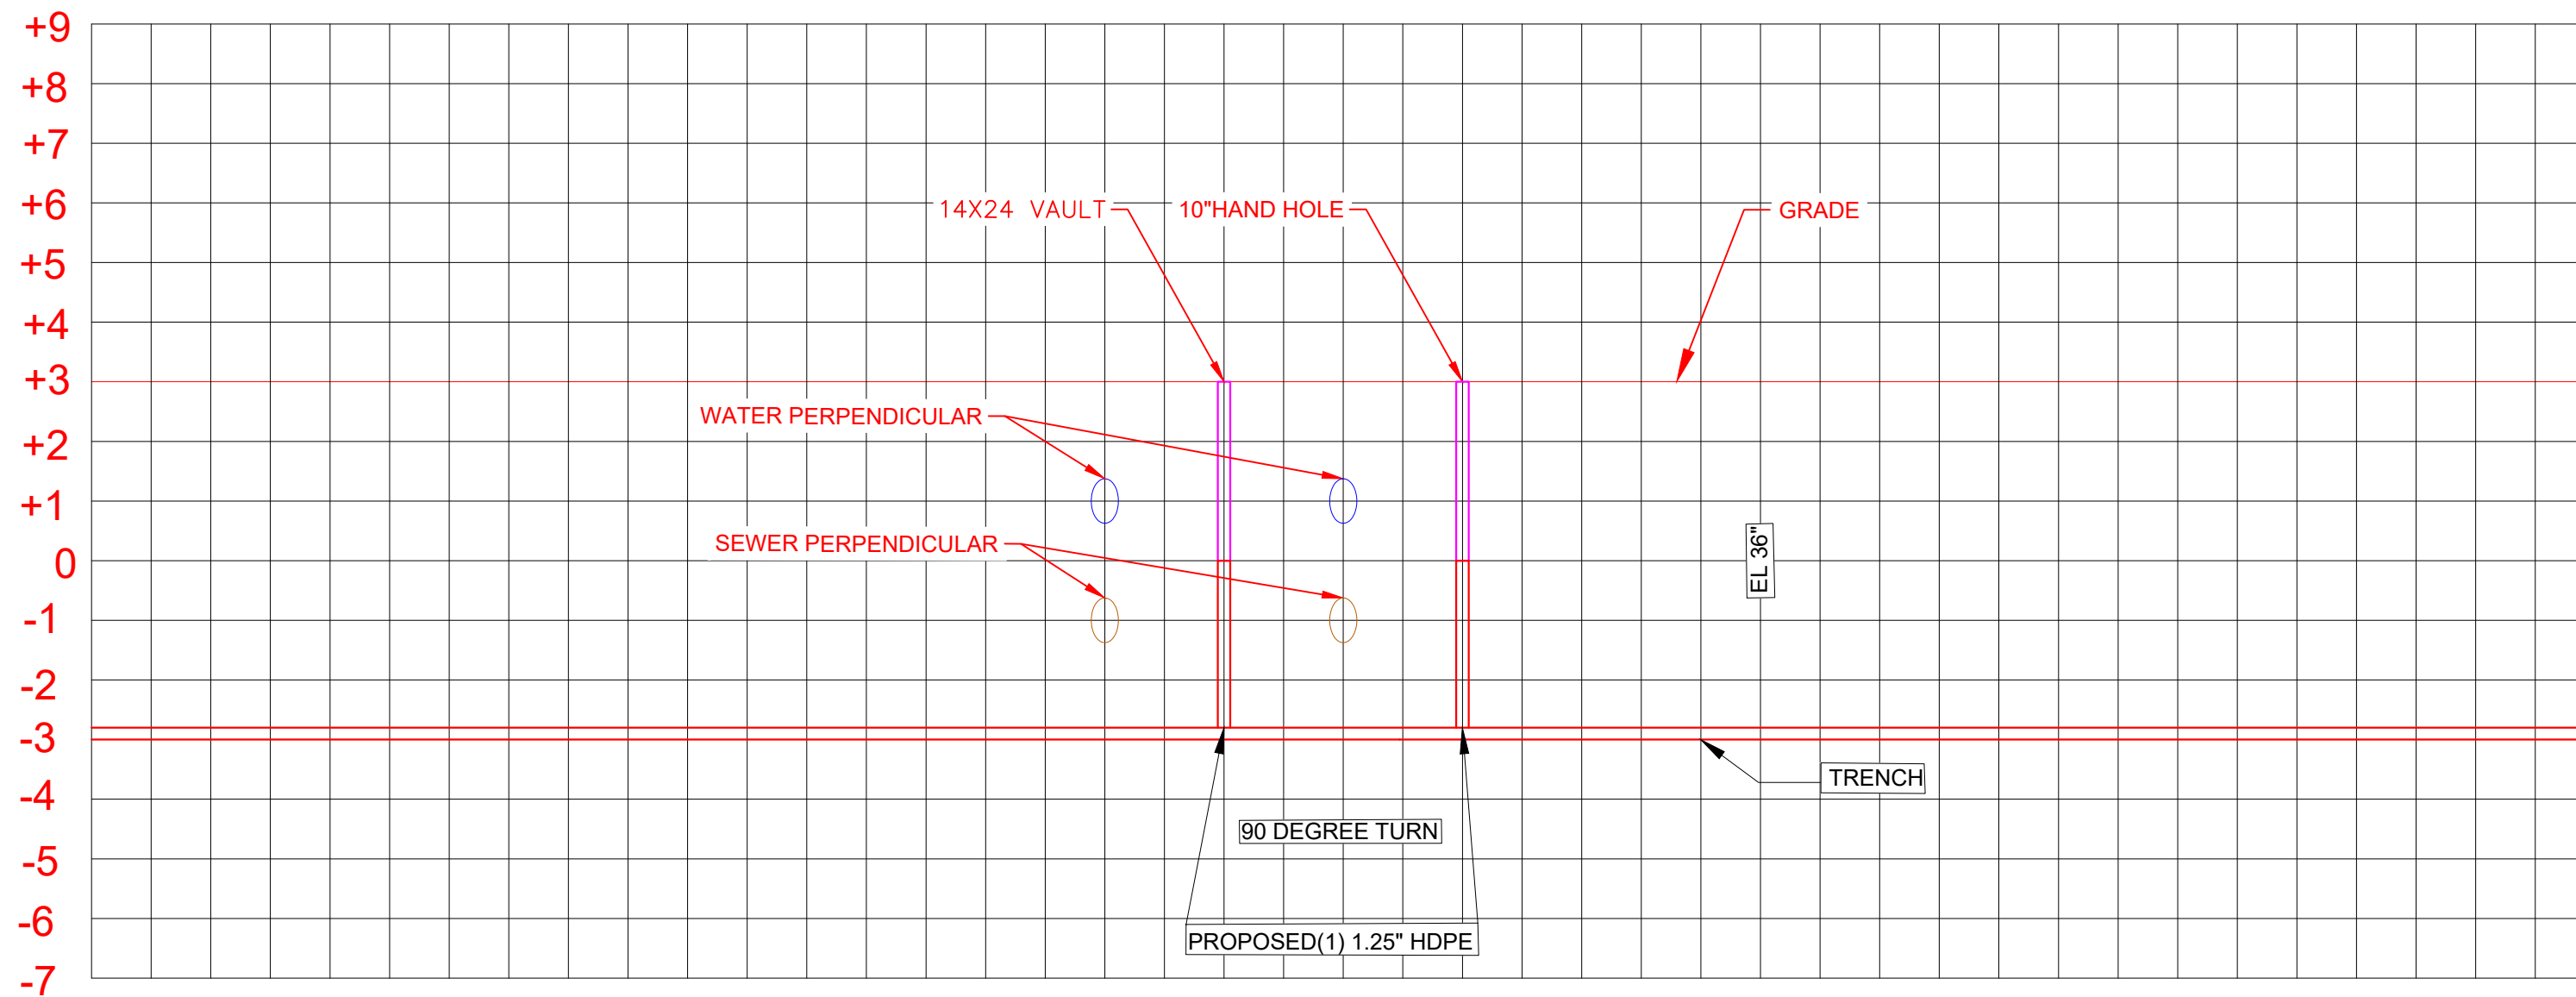 +9
+8
+7
+6
14X24 VAULT
10"HAND HOLE
GRADE
+5
+4
+3
WATER PERPENDICULAR
+2
+1
SEWER PERPENDICULAR
EL 36"
0
-1
-2
-3
TRENCH
-4
90 DEGREE TURN
-5
-6
PROPOSED(1) 1.25" HDPE
-7